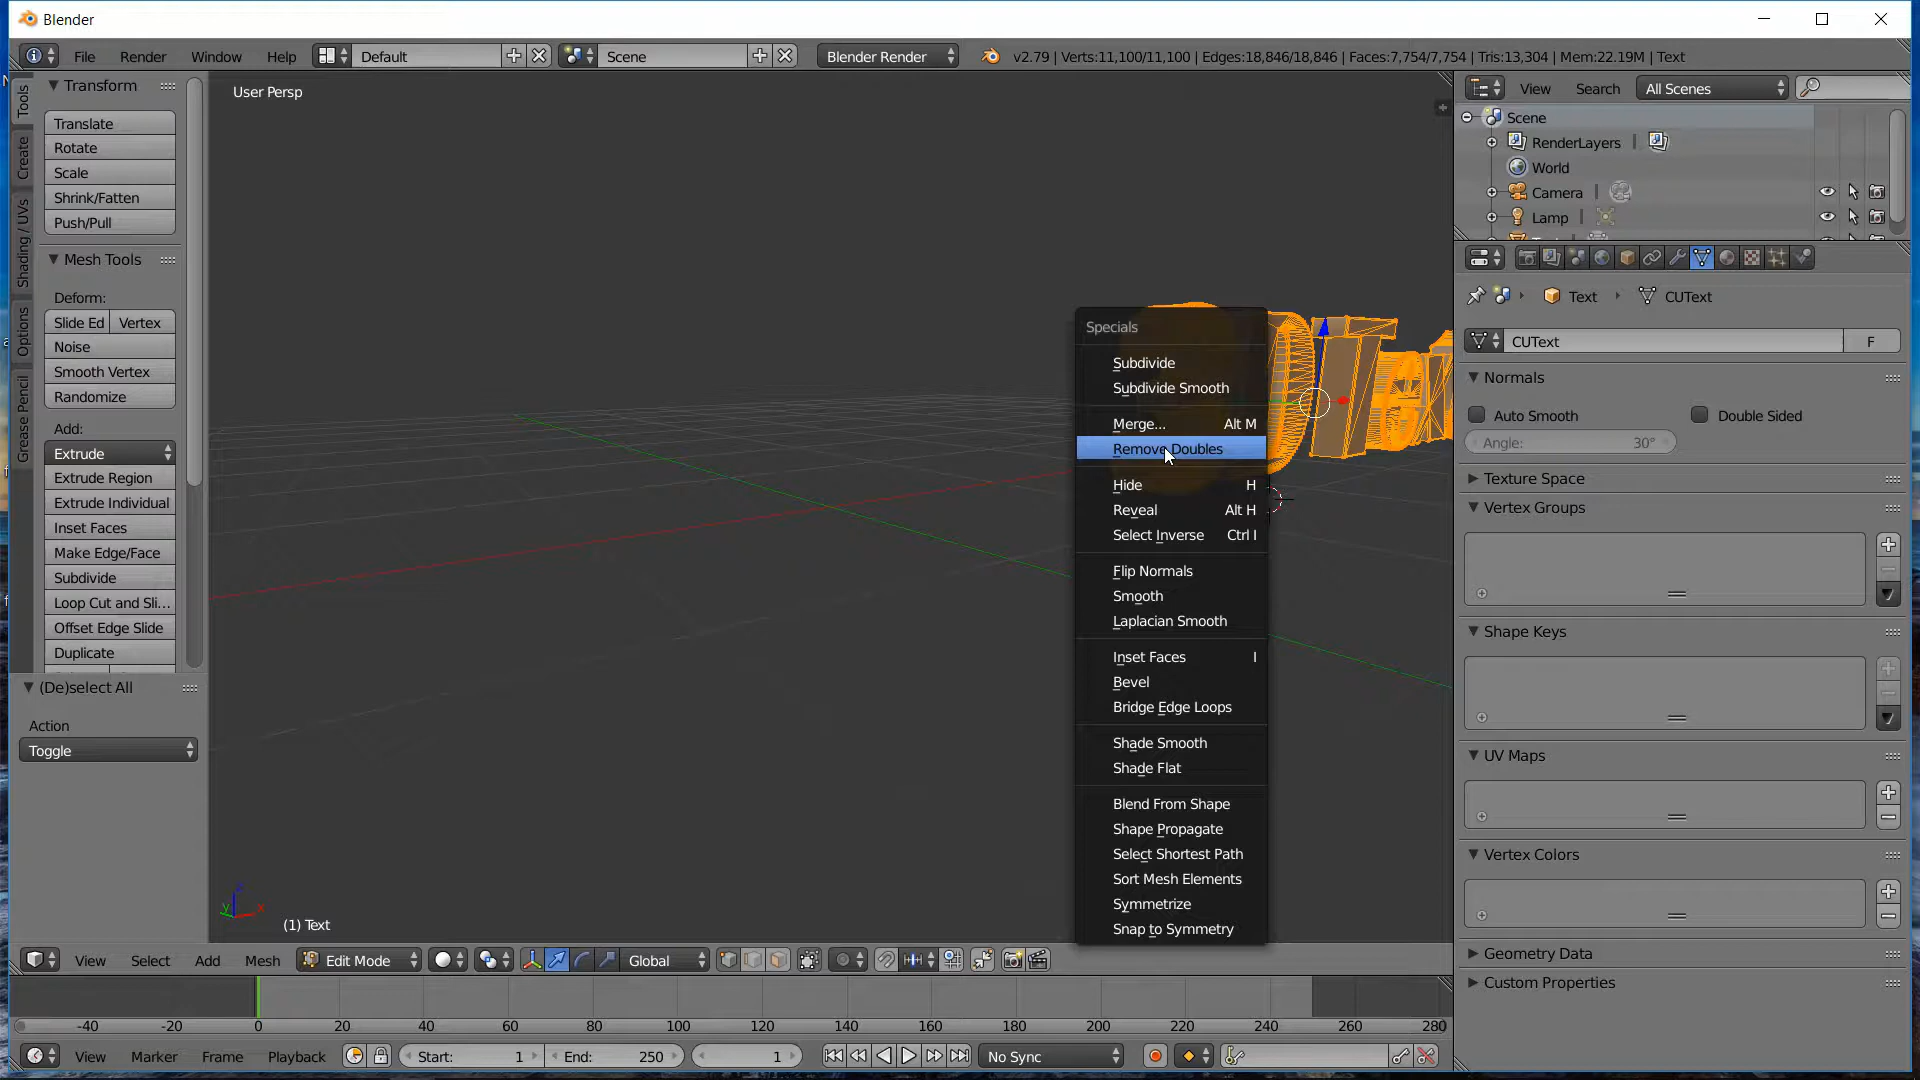 Blender
File Render Window Help Default Scene Blender Render v2.79 | Verts:11,100/11,100 | Edges:18,846/18,846 | Faces:7,754/7,754 | Tris:13,304 | Mem:22.19M | Text
Tools
Create
Shading / UVs
Options
Grease Pencil
Transform
Translate
Rotate
Scale
Shrink/Fatten
Push/Pull
Mesh Tools
Deform:
Slide Ed Vertex
Noise
Smooth Vertex
Randomize
Add:
Extrude
Extrude Region
Extrude Individual
Inset Faces
Make Edge/Face
Subdivide
Loop Cut and Sli...
Offset Edge Slide
Duplicate
(De)select All
Action
Toggle
User Persp
Specials
Subdivide
Subdivide Smooth
Merge... Alt M
Remove Doubles
Hide H
Reveal Alt H
Select Inverse Ctrl I
Flip Normals
Smooth
Laplacian Smooth
Inset Faces I
Bevel
Bridge Edge Loops
Shade Smooth
Shade Flat
Blend From Shape
Shape Propagate
Select Shortest Path
Sort Mesh Elements
Symmetrize
Snap to Symmetry
(1) Text
View Select Add Mesh Edit Mode Global
-40 -20 0 20 40 60 80 100 120 140 160 180 200 220 240 260 280
View Marker Frame Playback Start: 1 End: 250 1 No Sync
View Search All Scenes
Scene
RenderLayers
World
Camera
Lamp
Text CUText
CUText F
Normals
Auto Smooth Double Sided
Angle: 30°
Texture Space
Vertex Groups
Shape Keys
UV Maps
Vertex Colors
Geometry Data
Custom Properties